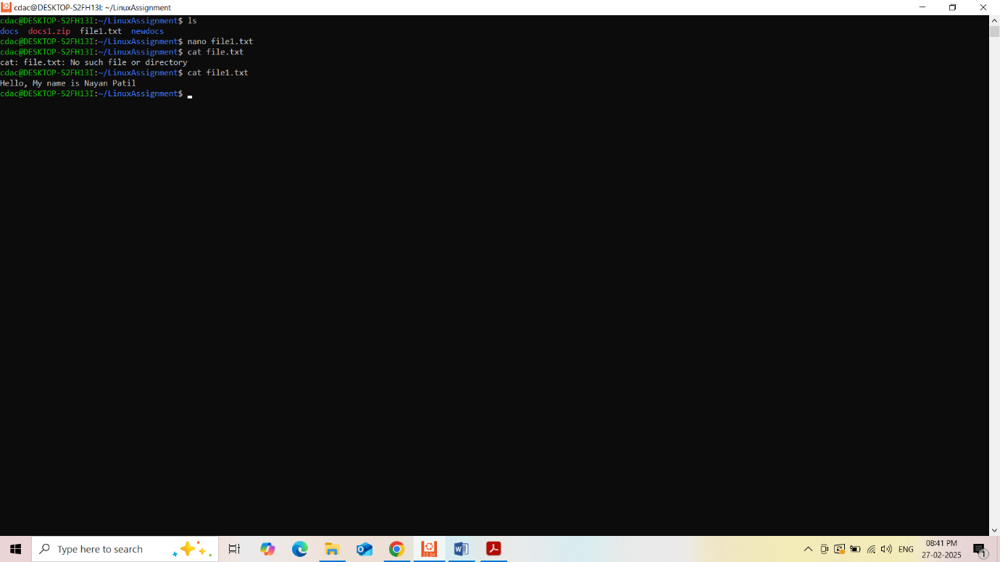 cdac@DESKTOP-S2FH13I: ~/LinuxAssignment
cdac@DESKTOP-S2FH13I:~/LinuxAssignment$ ls
docs  docs1.zip  file1.txt  newdocs
cdac@DESKTOP-S2FH13I:~/LinuxAssignment$ nano file1.txt
cdac@DESKTOP-S2FH13I:~/LinuxAssignment$ cat file.txt
cat: file.txt: No such file or directory
cdac@DESKTOP-S2FH13I:~/LinuxAssignment$ cat file1.txt
Hello, My name is Nayan Patil
cdac@DESKTOP-S2FH13I:~/LinuxAssignment$
Type here to search
22.04
ENG
08:41 PM
27-02-2025
1